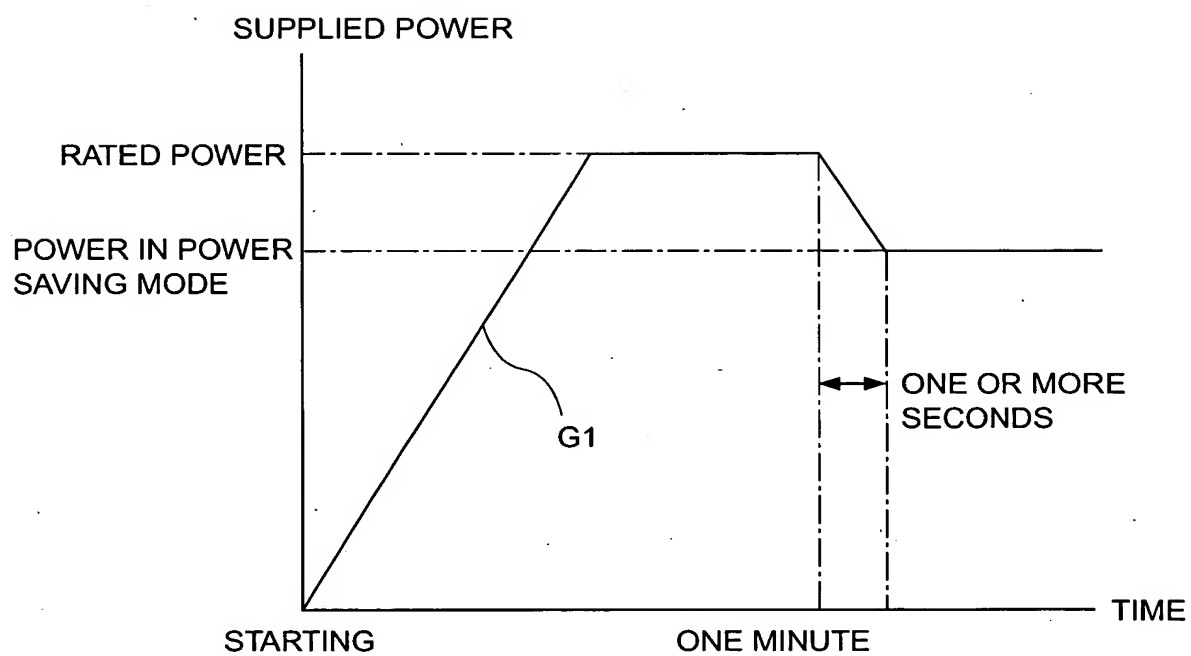 SUPPLIED POWER
RATED POWER
POWER IN POWER
SAVING MODE
ONE OR MORE
SECONDS
G1
TIME
STARTING
ONE MINUTE